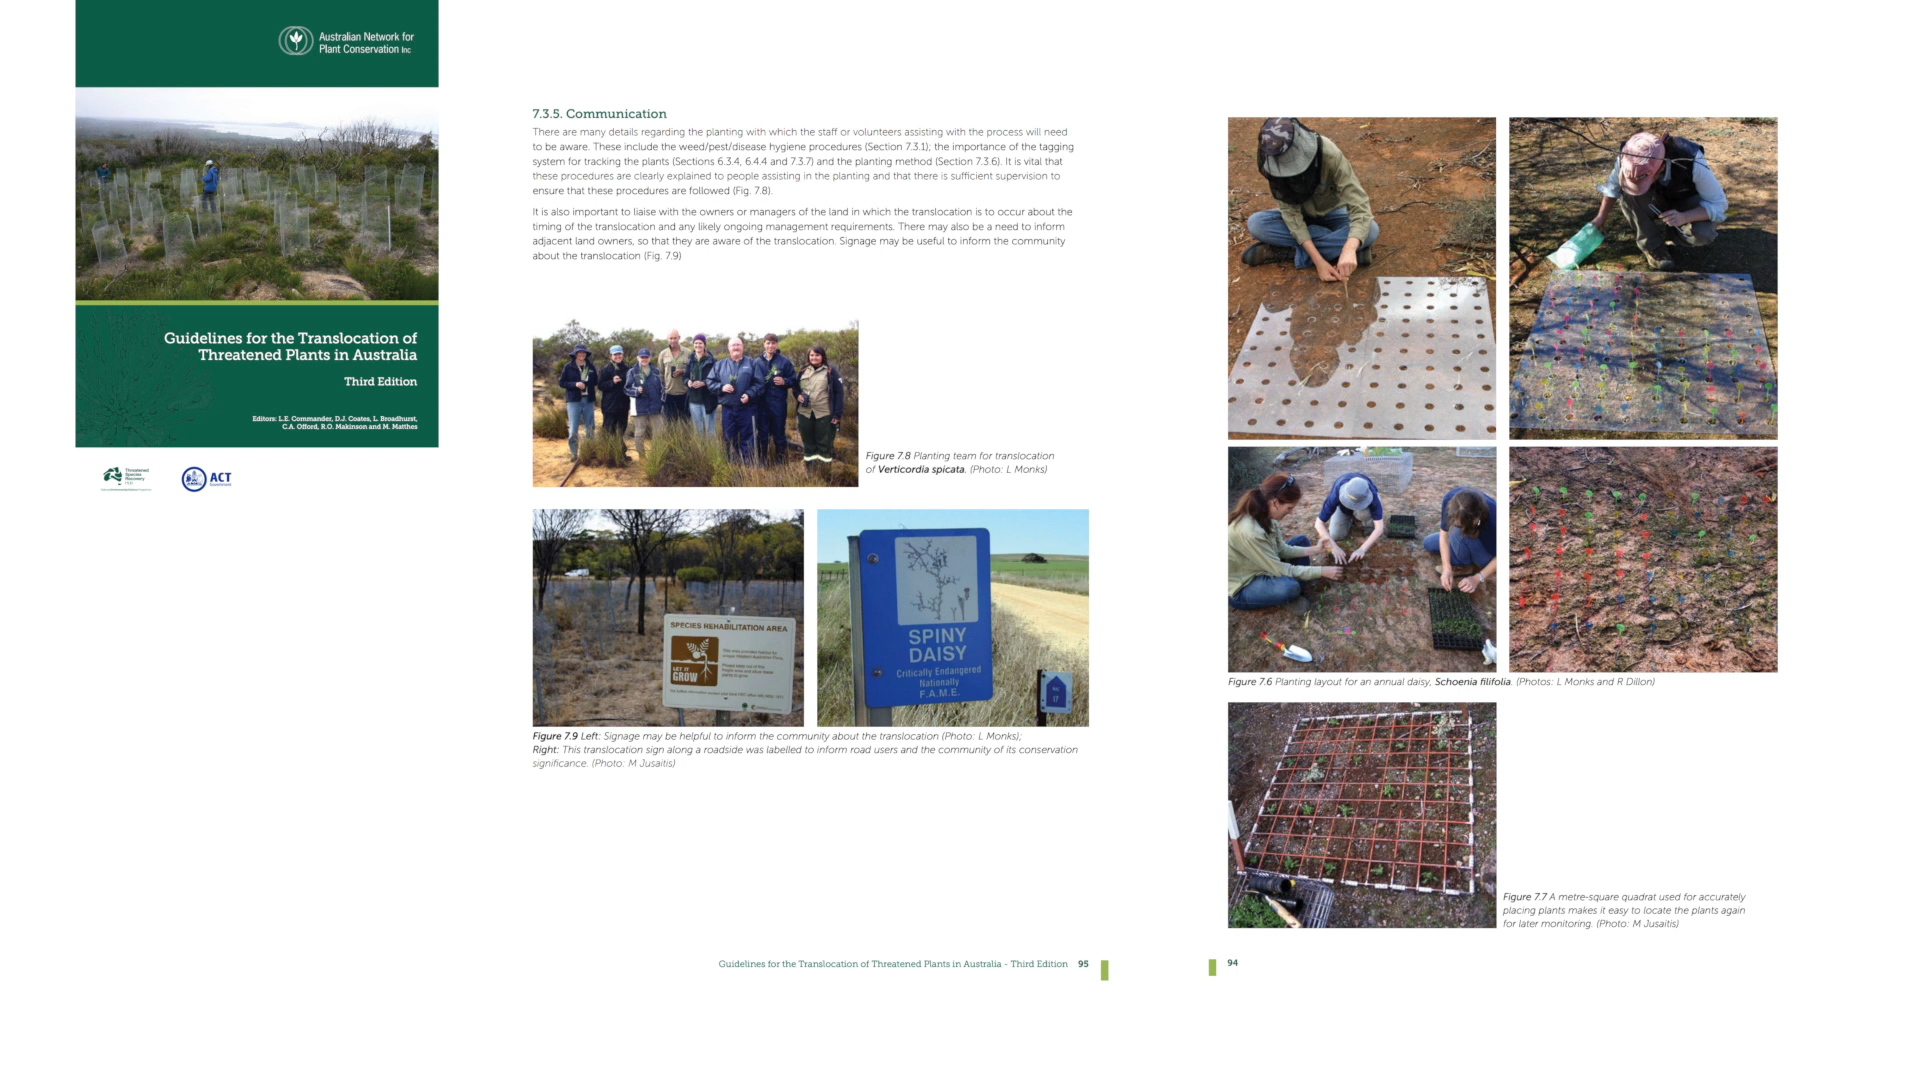 Australian Network for
Plant Conservation Inc
Guidelines for the Translocation of
Threatened Plants in Australia
Third Edition
Editors: L.E. Commander, D.J. Coates, L. Broadhurst,
C.A. Offord, R.O. Makinson and M. Matthes
Threatened
Species
Recovery
Hub
ACT
Government
7.3.5. Communication
There are many details regarding the planting with which the staff or volunteers assisting with the process will need
to be aware. These include the weed/pest/disease hygiene procedures (Section 7.3.1); the importance of the tagging
system for tracking the plants (Sections 6.3.4, 6.4.4 and 7.3.7) and the planting method (Section 7.3.6). It is vital that
these procedures are clearly explained to people assisting in the planting and that there is sufficient supervision to
ensure that these procedures are followed (Fig. 7.8).
It is also important to liaise with the owners or managers of the land in which the translocation is to occur about the
timing of the translocation and any likely ongoing management requirements. There may also be a need to inform
adjacent land owners, so that they are aware of the translocation. Signage may be useful to inform the community
about the translocation (Fig. 7.9)
Figure 7.8 Planting team for translocation
of Verticordia spicata. (Photo: L Monks)
SPECIES REHABILITATION AREA
LET IT
GROW
SPINY
DAISY
Critically Endangered
Nationally
F.A.M.E.
17
Figure 7.9 Left: Signage may be helpful to inform the community about the translocation (Photo: L Monks);
Right: This translocation sign along a roadside was labelled to inform road users and the community of its conservation
significance. (Photo: M Jusaitis)
Guidelines for the Translocation of Threatened Plants in Australia - Third Edition 95
Figure 7.6 Planting layout for an annual daisy, Schoenia filifolia. (Photos: L Monks and R Dillon)
Figure 7.7 A metre-square quadrat used for accurately
placing plants makes it easy to locate the plants again
for later monitoring. (Photo: M Jusaitis)
94